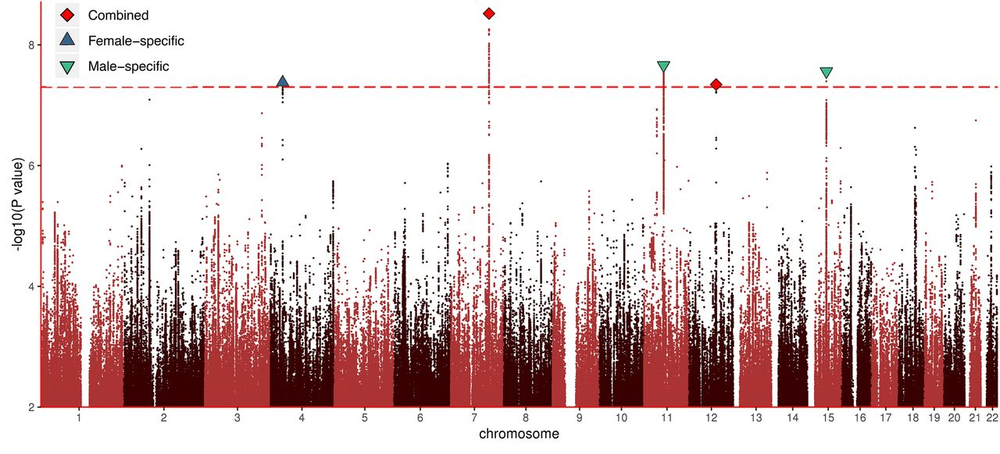 Combined
Female−specific
Male−specific
-log10(P value)
8
6
4
2
1 2 3 4 5 6 7 8 9 10 11 12 13 14 15 16 17 18 19 20 21 22
chromosome